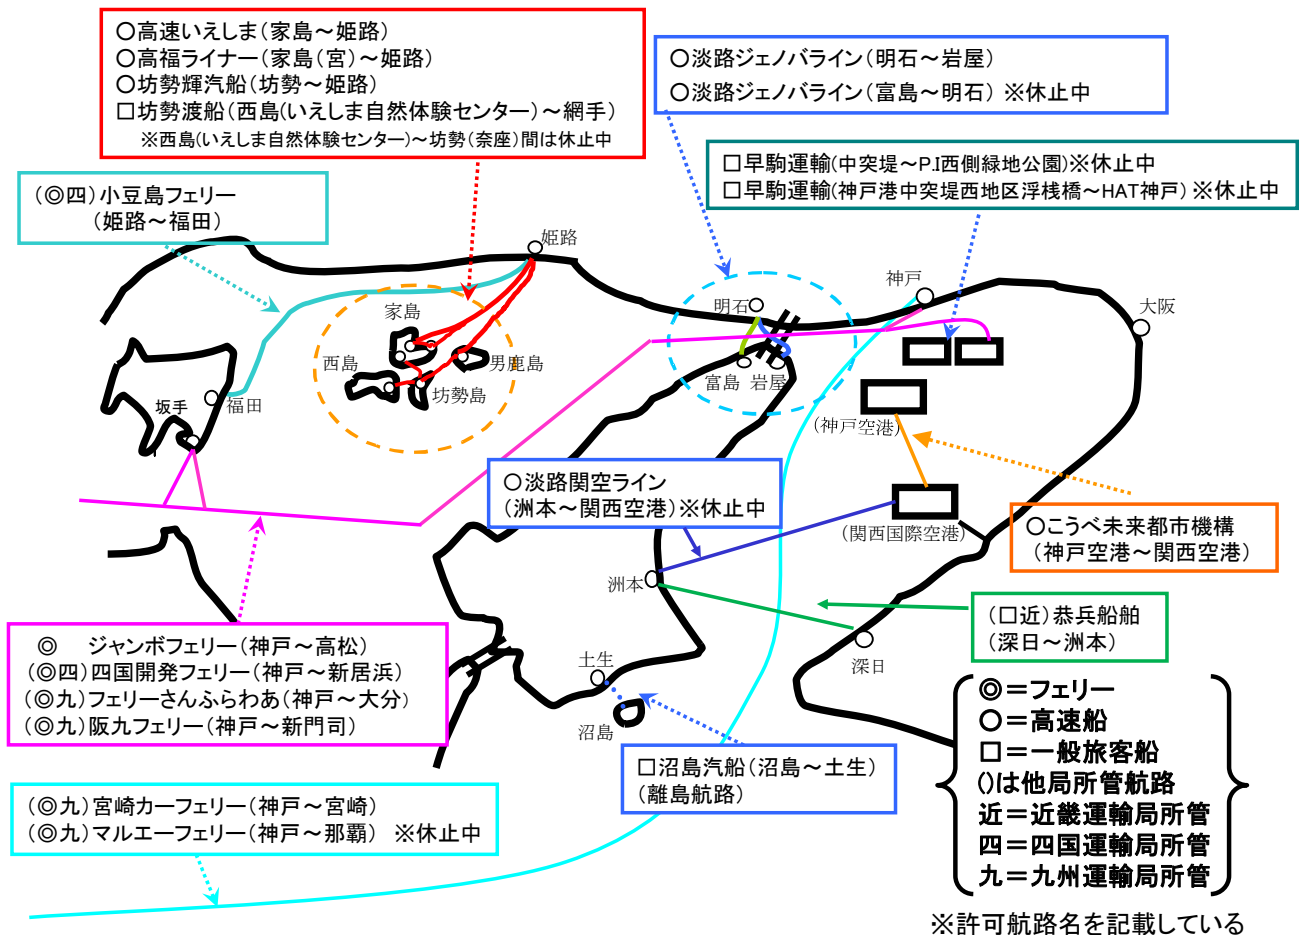 〇高速いえしま（家島～姫路）
〇高福ライナー（家島（宮）～姫路）
〇坊勢輝汽船（坊勢～姫路）
□坊勢渡船（西島（いえしま自然体験センター）～網手）
※西島（いえしま自然体験センター）～坊勢（奈座）間は休止中
〇淡路ジェノバライン（明石～岩屋）
〇淡路ジェノバライン（富島～明石） ※休止中
□早駒運輸（中突堤～P.I西側緑地公園）※休止中
□早駒運輸（神戸港中突堤西地区浮桟橋～HAT神戸） ※休止中
（◎四）小豆島フェリー
（姫路～福田）
姫路
神戸
大阪
明石
家島
西島
男鹿島
坊勢島
富島
岩屋
坂手
福田
（神戸空港）
〇淡路関空ライン
（洲本～関西空港）※休止中
（関西国際空港）
〇こうべ未来都市機構
（神戸空港～関西空港）
洲本
（□近）恭兵船舶
（深日～洲本）
深日
◎ ジャンボフェリー（神戸～高松）
（◎四）四国開発フェリー（神戸～新居浜）
（◎九）フェリーさんふらわあ（神戸～大分）
（◎九）阪九フェリー（神戸～新門司）
土生
沼島
□沼島汽船（沼島～土生）
（離島航路）
（◎九）宮崎カーフェリー（神戸～宮崎）
（◎九）マルエーフェリー（神戸～那覇） ※休止中
◎＝フェリー
〇＝高速船
□＝一般旅客船
（）は他局所管航路
近＝近畿運輸局所管
四＝四国運輸局所管
九＝九州運輸局所管
※許可航路名を記載している